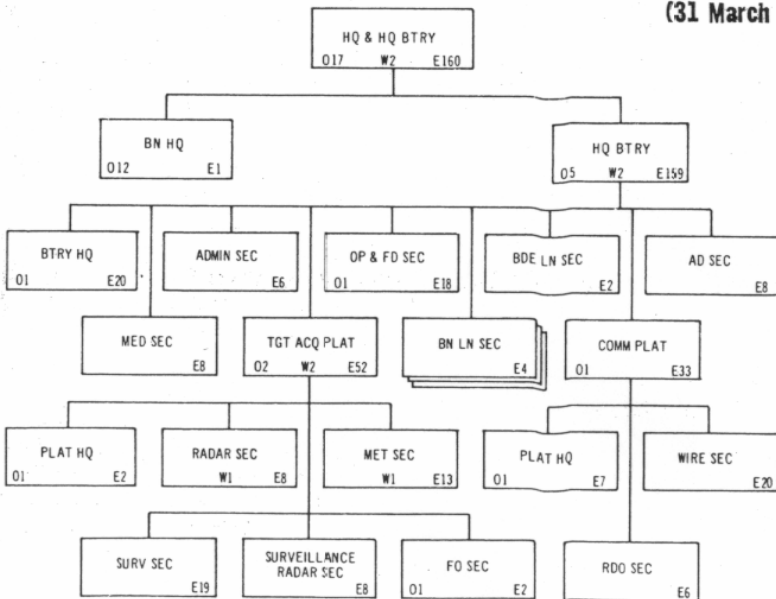 (31 March
HQ & HQ BTRY
O17 W2 E160
BN HQ
O12 E1
HQ BTRY
O5 W2 E159
BTRY HQ
O1 E20
ADMIN SEC
E6
OP & FD SEC
O1 E18
BDE LN SEC
E2
AD SEC
E8
MED SEC
E8
TGT ACQ PLAT
O2 W2 E52
BN LN SEC
E4
COMM PLAT
O1 E33
PLAT HQ
O1 E2
RADAR SEC
W1 E8
MET SEC
W1 E13
PLAT HQ
O1 E7
WIRE SEC
E20
SURV SEC
E19
SURVEILLANCE
RADAR SEC
E8
FO SEC
O1 E2
RDO SEC
E6